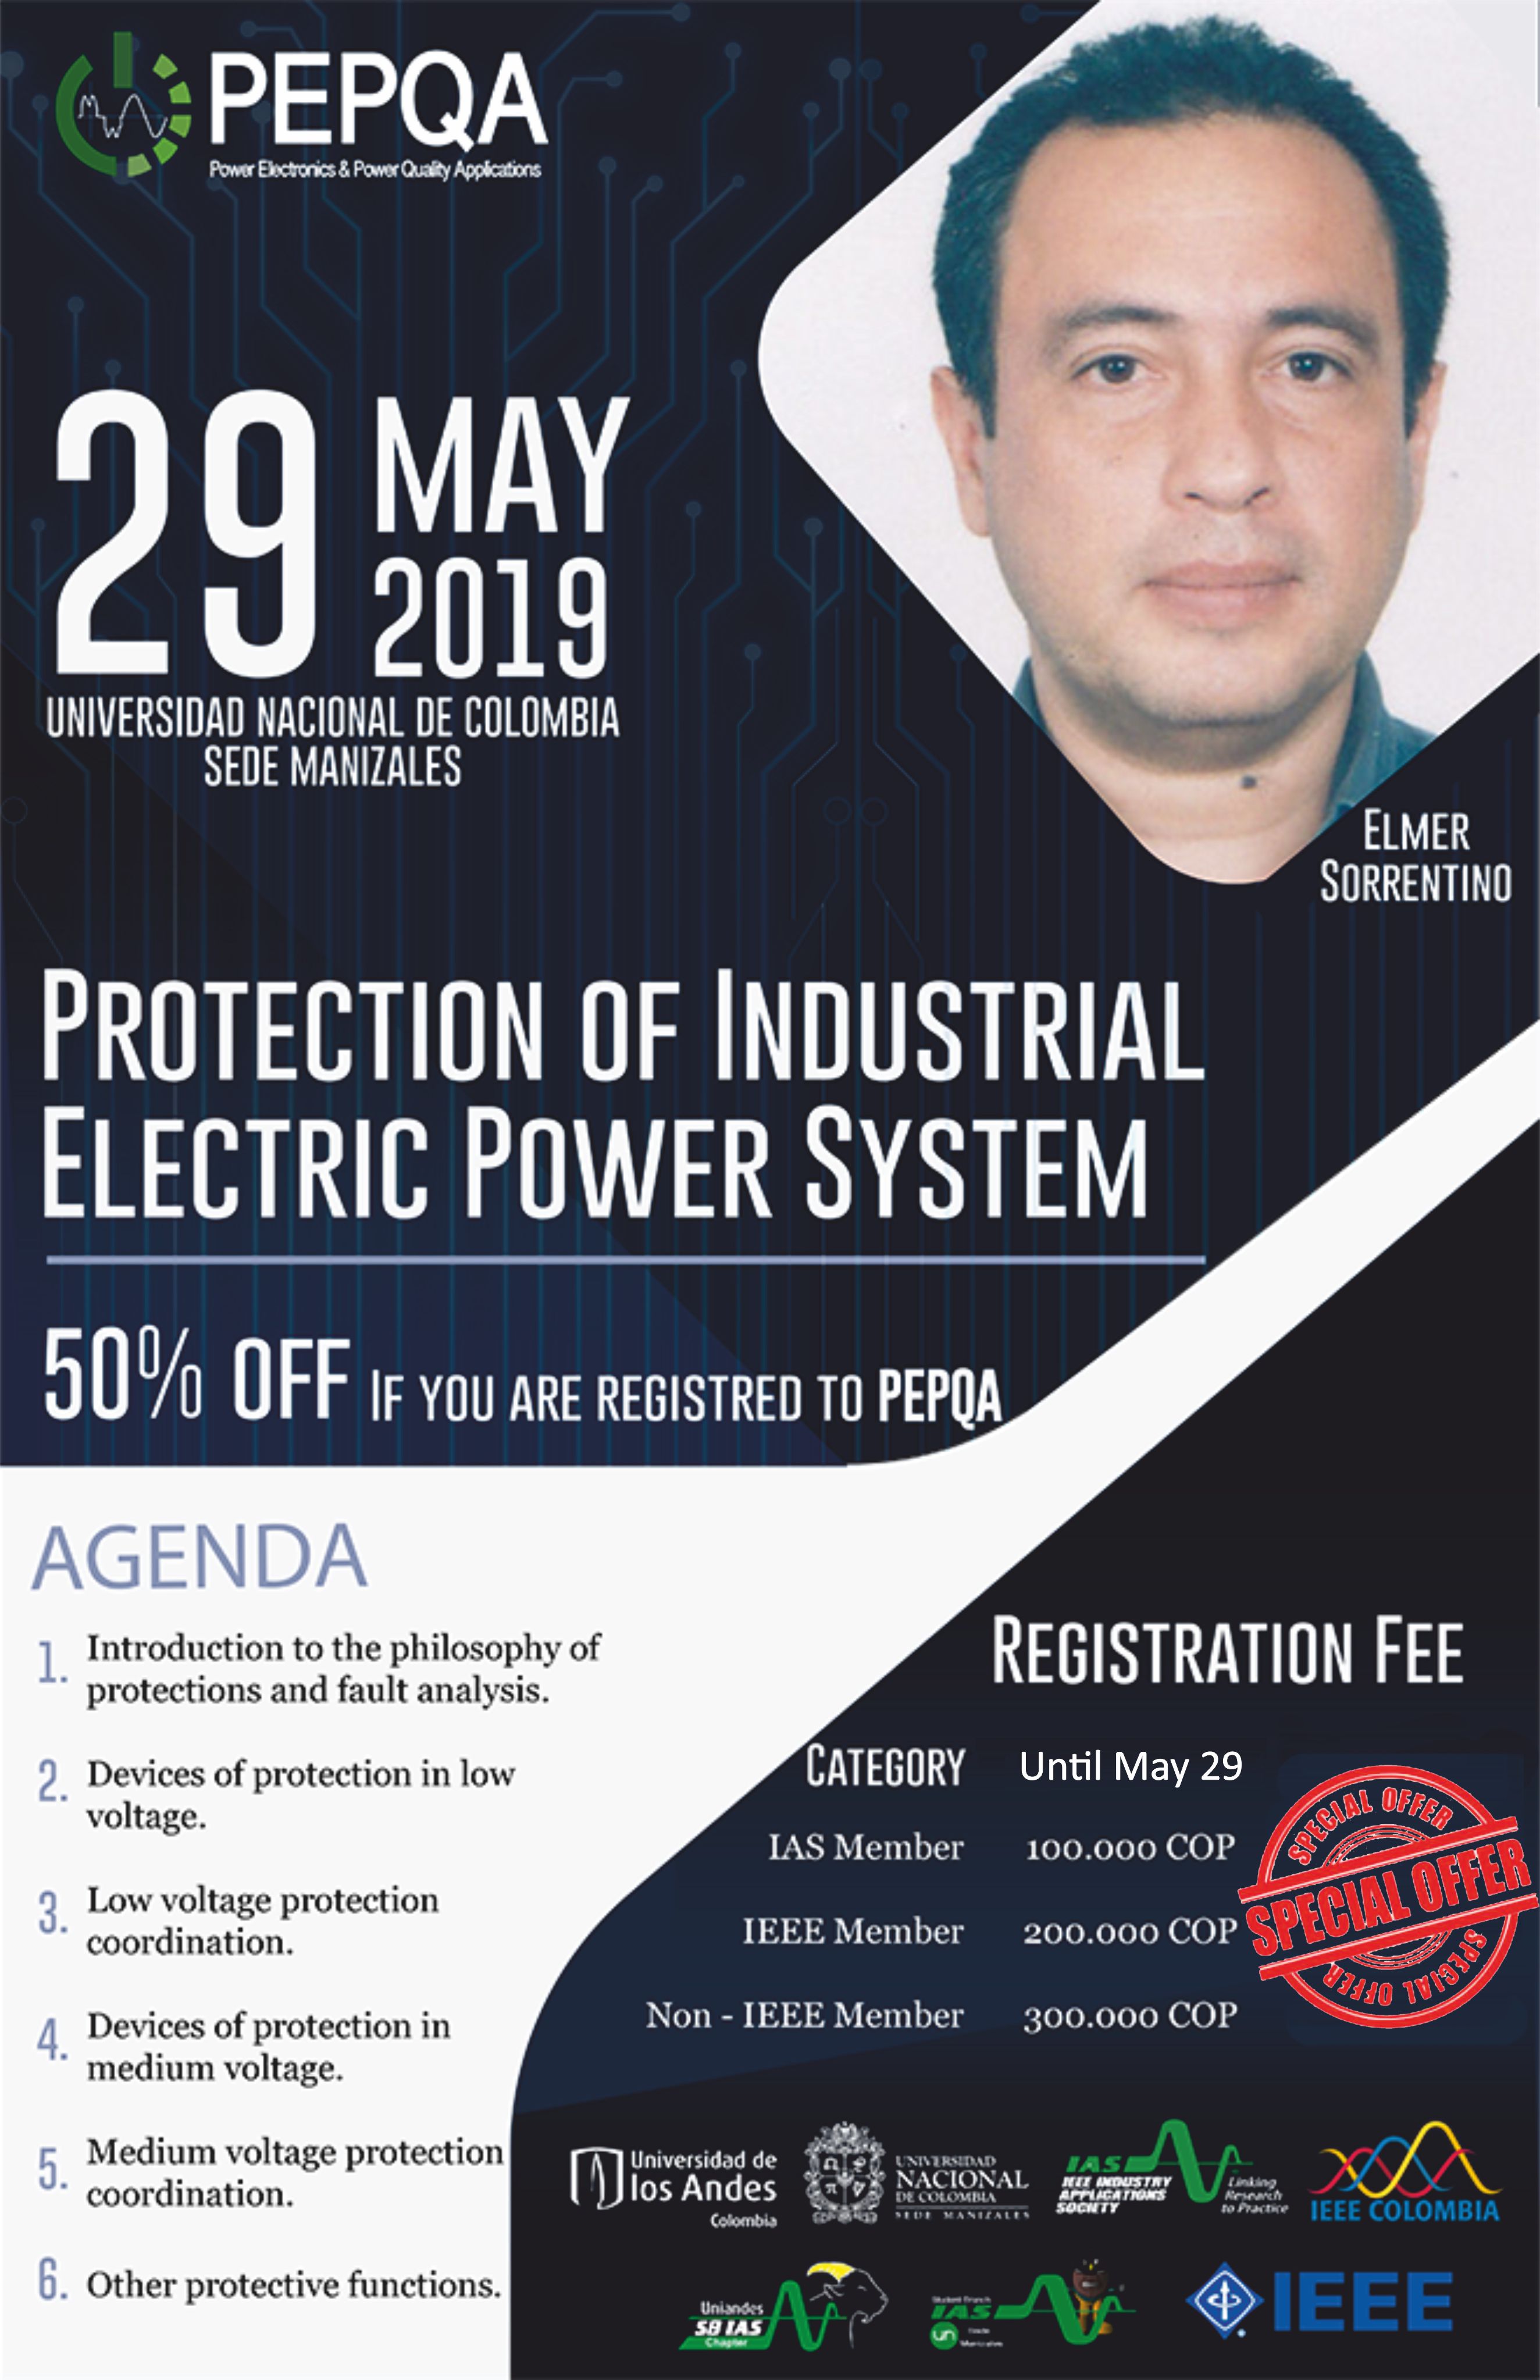 PEPQA
Power Electronics & Power Quality Applications
29 MAY
2019
UNIVERSIDAD NACIONAL DE COLOMBIA
SEDE MANIZALES
ELMER
SORRENTINO
PROTECTION OF INDUSTRIAL
ELECTRIC POWER SYSTEM
50% OFF IF YOU ARE REGISTRED TO PEPQA
AGENDA
1. Introduction to the philosophy of
protections and fault analysis.
2. Devices of protection in low
voltage.
3. Low voltage protection
coordination.
4. Devices of protection in
medium voltage.
5. Medium voltage protection
coordination.
6. Other protective functions.
REGISTRATION FEE
CATEGORY Until May 29
IAS Member 100.000 COP
IEEE Member 200.000 COP
Non - IEEE Member 300.000 COP
SPECIAL OFFER
SPECIAL OFFER
SPECIAL OFFER
Universidad de
los Andes
Colombia
UNIVERSIDAD
NACIONAL
DE COLOMBIA
SEDE MANIZALES
IAS
IEEE INDUSTRY
APPLICATIONS
SOCIETY
Linking
Research
to Practice
IEEE COLOMBIA
Uniandes
SB IAS
Chapter
Student Branch
IAS
un
Sede
Manizales
IEEE